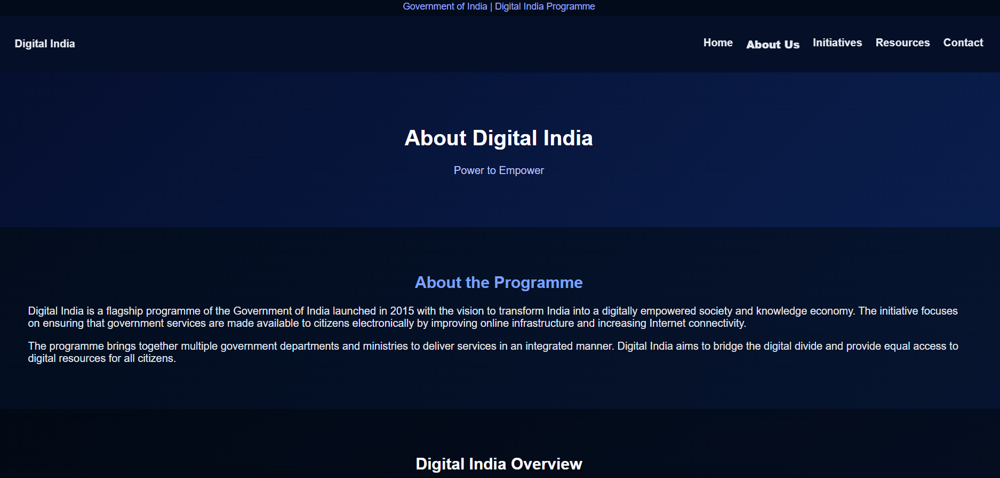 Government of India | Digital India Programme
Digital India
Home About Us Initiatives Resources Contact
About Digital India
Power to Empower
About the Programme
Digital India is a flagship programme of the Government of India launched in 2015 with the vision to transform India into a digitally empowered society and knowledge economy. The initiative focuses
on ensuring that government services are made available to citizens electronically by improving online infrastructure and increasing Internet connectivity.
The programme brings together multiple government departments and ministries to deliver services in an integrated manner. Digital India aims to bridge the digital divide and provide equal access to
digital resources for all citizens.
Digital India Overview